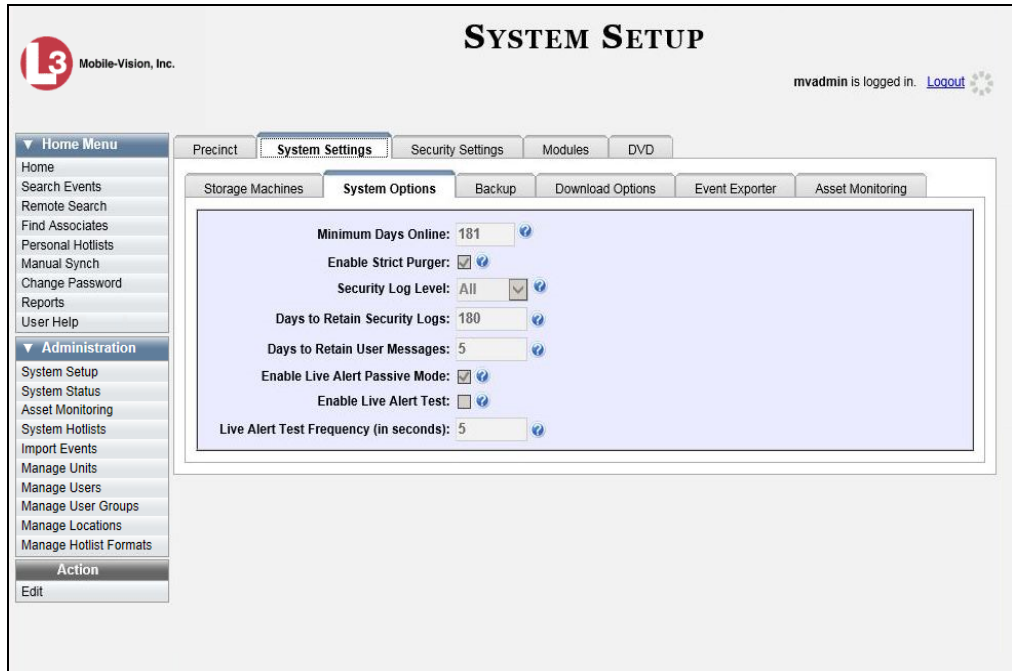 SYSTEM SETUP
L3 Mobile-Vision, Inc.
mvadmin is logged in. Logout
▼ Home Menu
Home
Search Events
Remote Search
Find Associates
Personal Hotlists
Manual Synch
Change Password
Reports
User Help
▼ Administration
System Setup
System Status
Asset Monitoring
System Hotlists
Import Events
Manage Units
Manage Users
Manage User Groups
Manage Locations
Manage Hotlist Formats
Action
Edit
Precinct System Settings Security Settings Modules DVD
Storage Machines System Options Backup Download Options Event Exporter Asset Monitoring
Minimum Days Online: 181 ?
Enable Strict Purger: ?
Security Log Level: All ?
Days to Retain Security Logs: 180 ?
Days to Retain User Messages: 5 ?
Enable Live Alert Passive Mode: ?
Enable Live Alert Test: ?
Live Alert Test Frequency (in seconds): 5 ?